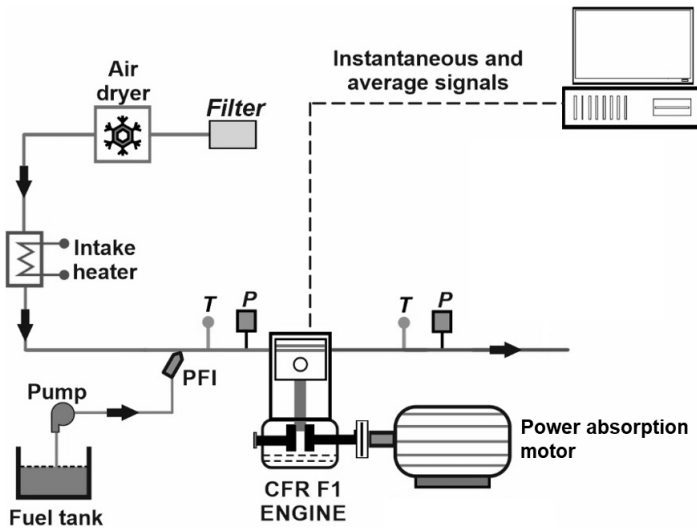 Instantaneous and
average signals
Air
dryer
Filter
Intake
heater
T
P
T
P
PFI
Pump
Fuel tank
CFR F1
ENGINE
Power absorption
motor